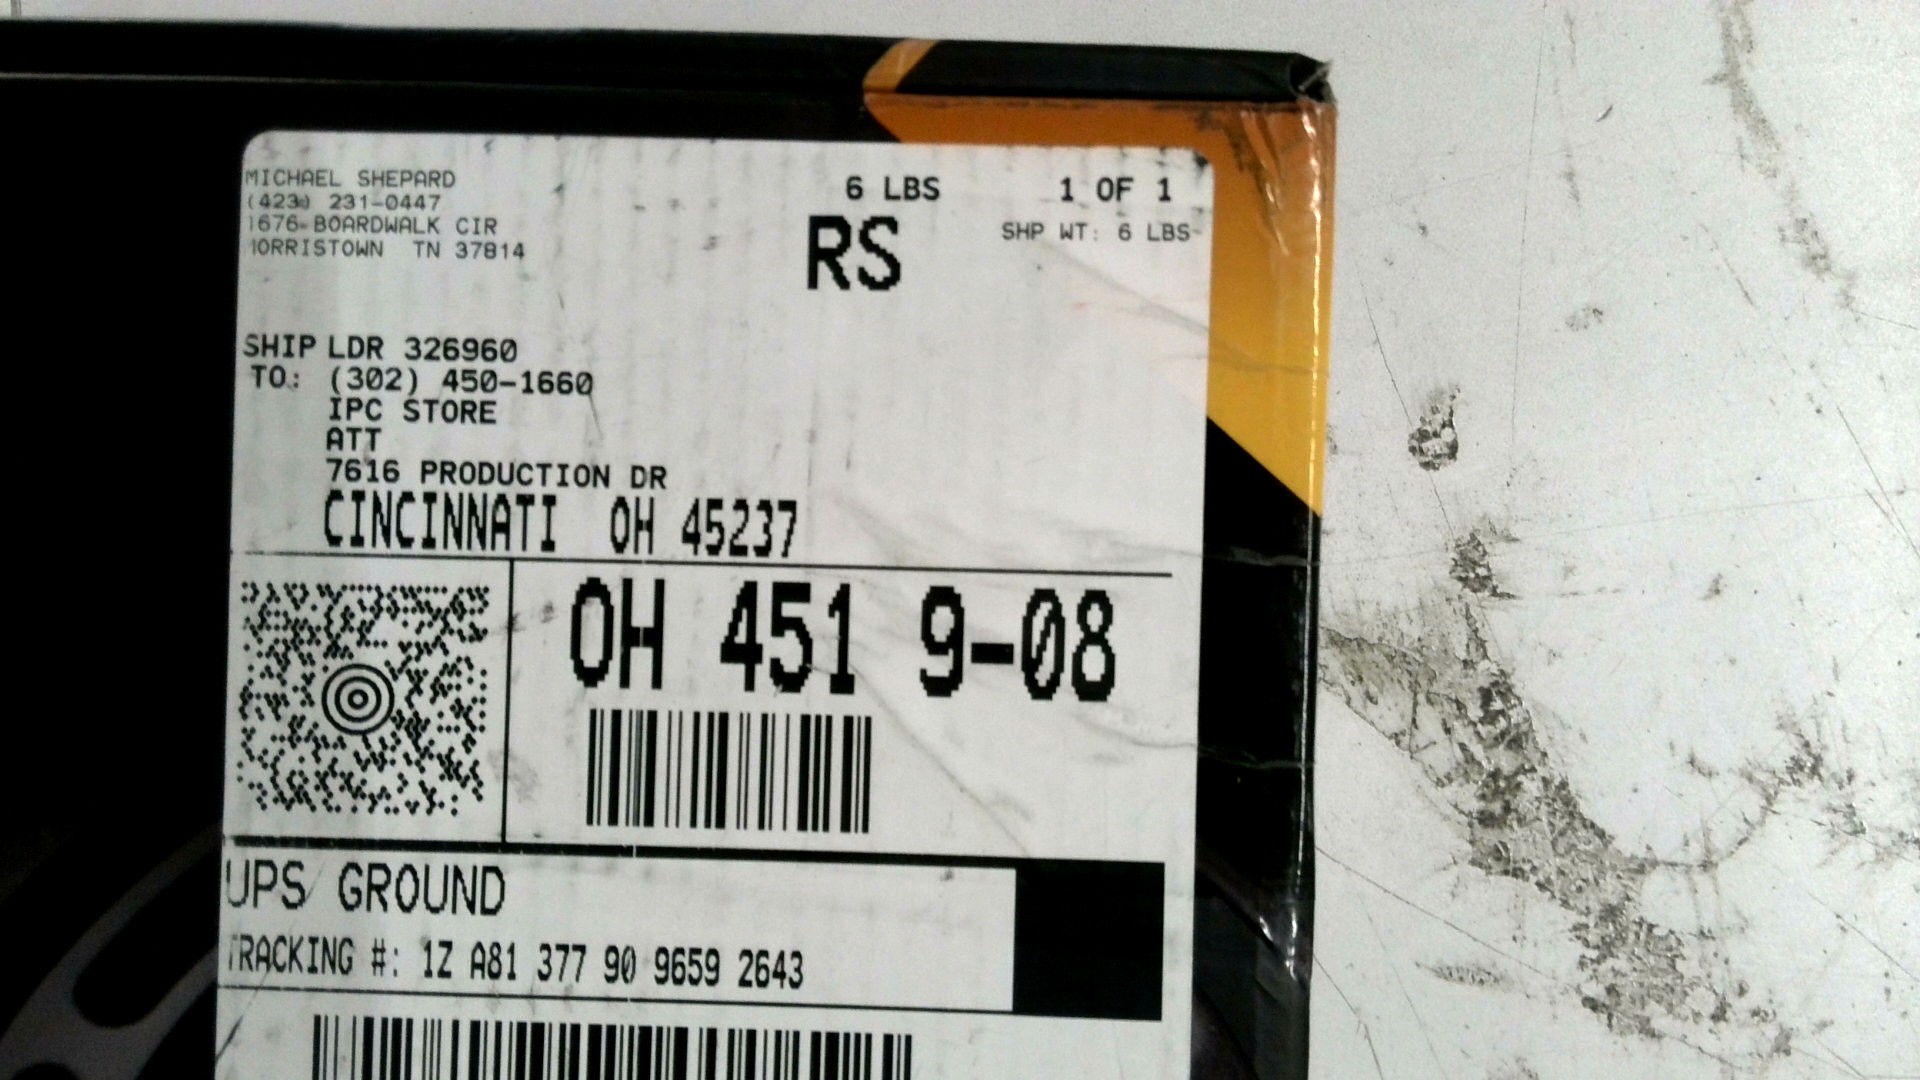 MICHAEL SHEPARD
(423) 231-0447
1676 BOARDWALK CIR
MORRISTOWN TN 37814
6 LBS
1 OF 1
SHP WT: 6 LBS
RS
SHIP TO:
LDR 326960
(302) 450-1660
IPC STORE
ATT
7616 PRODUCTION DR
CINCINNATI OH 45237
OH 451 9-08
UPS GROUND
TRACKING #: 1Z A81 377 90 9659 2643